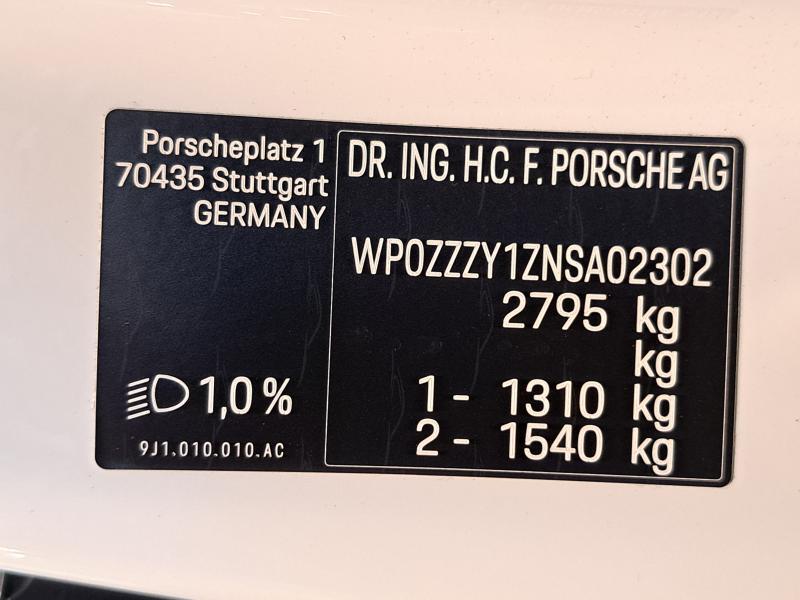 Porscheplatz 1
70435 Stuttgart
GERMANY
1,0 %
9J1.010.010.AC
DR. ING. H.C. F. PORSCHE AG
WP0ZZZY1ZNSA02302
2795 kg
kg
1 - 1310 kg
2 - 1540 kg